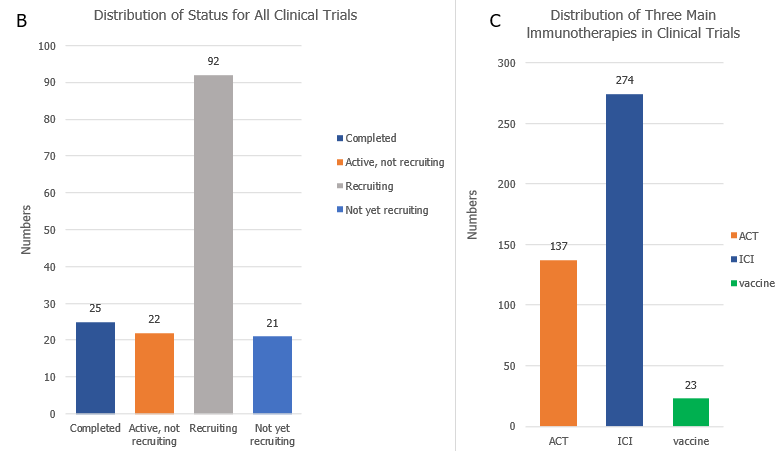 B
Distribution of Status for All Clinical Trials
100
90
80
70
60
50
40
30
20
10
0
Numbers
25
22
92
21
Completed
Active, not
recruiting
Recruiting
Not yet
recruiting
Completed
Active, not recruiting
Recruiting
Not yet recruiting
C
Distribution of Three Main
Immunotherapies in Clinical Trials
300
250
200
150
100
50
0
Numbers
137
274
23
ACT
ICI
vaccine
ACT
ICI
vaccine